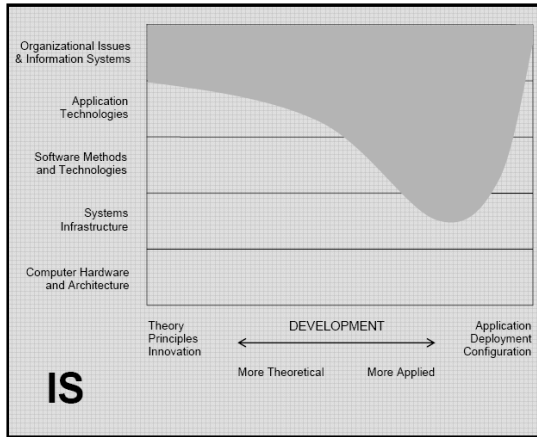 Organizational Issues
& Information Systems
Application
Technologies
Software Methods
and Technologies
Systems
Infrastructure
Computer Hardware
and Architecture
Theory
Principles
Innovation
DEVELOPMENT
Application
Deployment
Configuration
More Theoretical
More Applied
IS